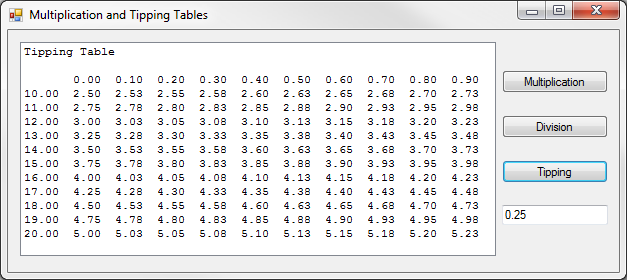 Multiplication and Tipping Tables
Tipping Table
0.00 0.10 0.20 0.30 0.40 0.50 0.60 0.70 0.80 0.90
10.00 2.50 2.53 2.55 2.58 2.60 2.63 2.65 2.68 2.70 2.73
11.00 2.75 2.78 2.80 2.83 2.85 2.88 2.90 2.93 2.95 2.98
12.00 3.00 3.03 3.05 3.08 3.10 3.13 3.15 3.18 3.20 3.23
13.00 3.25 3.28 3.30 3.33 3.35 3.38 3.40 3.43 3.45 3.48
14.00 3.50 3.53 3.55 3.58 3.60 3.63 3.65 3.68 3.70 3.73
15.00 3.75 3.78 3.80 3.83 3.85 3.88 3.90 3.93 3.95 3.98
16.00 4.00 4.03 4.05 4.08 4.10 4.13 4.15 4.18 4.20 4.23
17.00 4.25 4.28 4.30 4.33 4.35 4.38 4.40 4.43 4.45 4.48
18.00 4.50 4.53 4.55 4.58 4.60 4.63 4.65 4.68 4.70 4.73
19.00 4.75 4.78 4.80 4.83 4.85 4.88 4.90 4.93 4.95 4.98
20.00 5.00 5.03 5.05 5.08 5.10 5.13 5.15 5.18 5.20 5.23
Multiplication
Division
Tipping
0.25